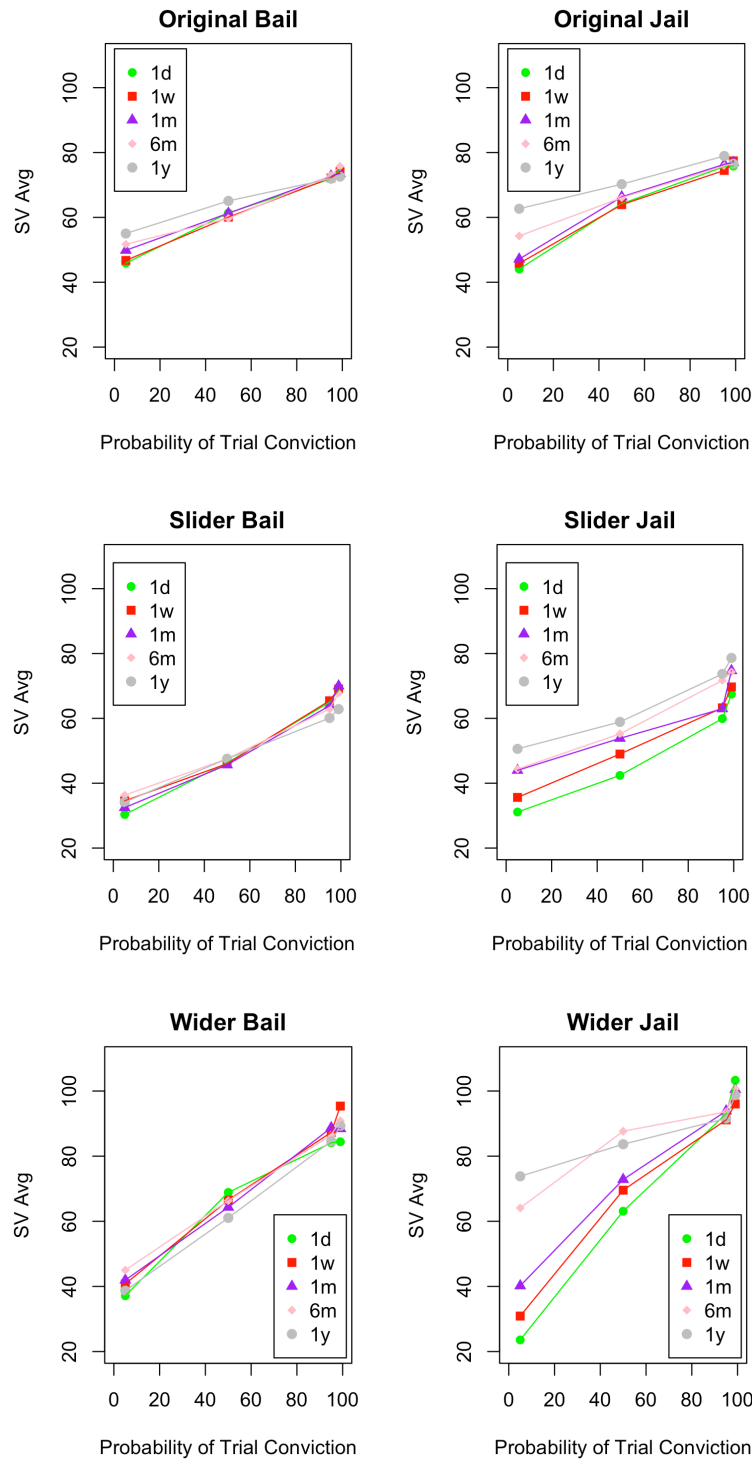 Original Bail
SV Avg
100
80
60
40
20
1d
1w
1m
6m
1y
0 20 40 60 80 100
Probability of Trial Conviction
Original Jail
SV Avg
100
80
60
40
20
1d
1w
1m
6m
1y
0 20 40 60 80 100
Probability of Trial Conviction
Slider Bail
SV Avg
100
80
60
40
20
1d
1w
1m
6m
1y
0 20 40 60 80 100
Probability of Trial Conviction
Slider Jail
SV Avg
100
80
60
40
20
1d
1w
1m
6m
1y
0 20 40 60 80 100
Probability of Trial Conviction
Wider Bail
SV Avg
100
80
60
40
20
1d
1w
1m
6m
1y
0 20 40 60 80 100
Probability of Trial Conviction
Wider Jail
SV Avg
100
80
60
40
20
1d
1w
1m
6m
1y
0 20 40 60 80 100
Probability of Trial Conviction